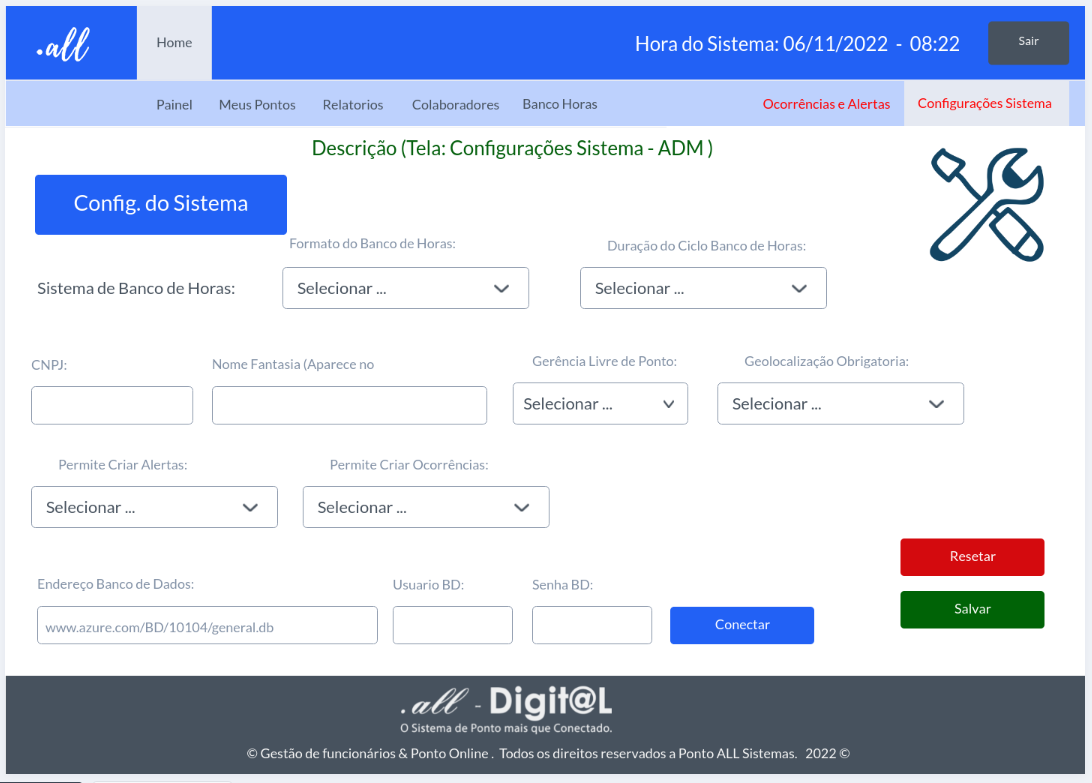 .all
Home
Hora do Sistema: 06/11/2022 - 08:22
Sair
Painel
Meus Pontos
Relatorios
Colaboradores
Banco Horas
Ocorrências e Alertas
Configurações Sistema
Descrição (Tela: Configurações Sistema - ADM )
Config. do Sistema
Formato do Banco de Horas:
Duração do Ciclo Banco de Horas:
Sistema de Banco de Horas:
Selecionar ...
Selecionar ...
CNPJ:
Nome Fantasia (Aparece no
Gerência Livre de Ponto:
Geolocalização Obrigatoria:
Selecionar ...
Selecionar ...
Permite Criar Alertas:
Permite Criar Ocorrências:
Selecionar ...
Selecionar ...
Resetar
Salvar
Endereço Banco de Dados:
Usuario BD:
Senha BD:
www.azure.com/BD/10104/general.db
Conectar
.all - Digit@L
O Sistema de Ponto mais que Conectado.
© Gestão de funcionários & Ponto Online . Todos os direitos reservados a Ponto ALL Sistemas. 2022 ©